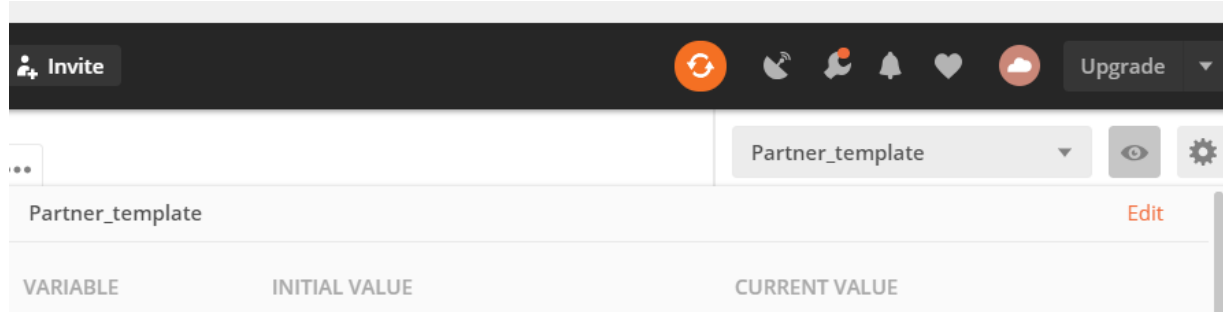 Invite
Upgrade
Partner_template
Partner_template
Edit
VARIABLE INITIAL VALUE CURRENT VALUE